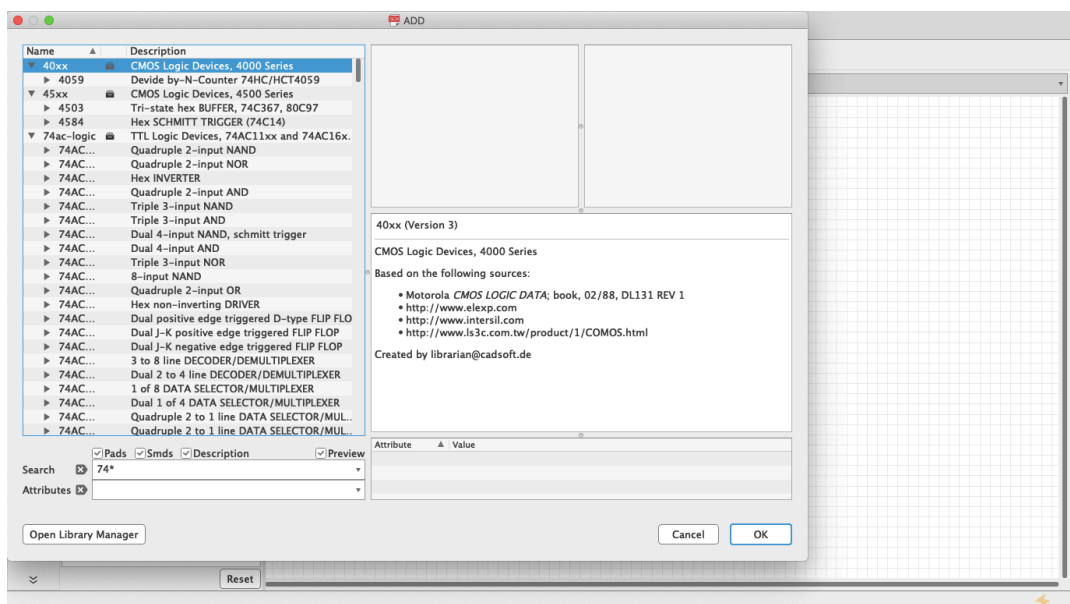 ADD
Name Description
40xx CMOS Logic Devices, 4000 Series
4059 Devide by-N-Counter 74HC/HCT4059
45xx CMOS Logic Devices, 4500 Series
4503 Tri-state hex BUFFER, 74C367, 80C97
4584 Hex SCHMITT TRIGGER (74C14)
74ac-logic TTL Logic Devices, 74AC11xx and 74AC16x.
74AC... Quadruple 2-input NAND
74AC... Quadruple 2-input NOR
74AC... Hex INVERTER
74AC... Quadruple 2-input AND
74AC... Triple 3-input NAND
74AC... Triple 3-input AND
74AC... Dual 4-input NAND, schmitt trigger
74AC... Dual 4-input AND
74AC... Triple 3-input NOR
74AC... 8-input NAND
74AC... Quadruple 2-input OR
74AC... Hex non-inverting DRIVER
74AC... Dual positive edge triggered D-type FLIP FLO
74AC... Dual J-K positive edge triggered FLIP FLOP
74AC... Dual J-K negative edge triggered FLIP FLOP
74AC... 3 to 8 line DECODER/DEMULTIPLEXER
74AC... Dual 2 to 4 line DECODER/DEMULTIPLEXER
74AC... 1 of 8 DATA SELECTOR/MULTIPLEXER
74AC... Dual 1 of 4 DATA SELECTOR/MULTIPLEXER
74AC... Quadruple 2 to 1 line DATA SELECTOR/MUL..
74AC... Quadruple 2 to 1 line DATA SELECTOR/MUL..
Pads Smds Description Preview
Search 74*
Attributes
40xx (Version 3)
CMOS Logic Devices, 4000 Series
Based on the following sources:
• Motorola CMOS LOGIC DATA; book, 02/88, DL131 REV 1
• http://www.elexp.com
• http://www.intersil.com
• http://www.ls3c.com.tw/product/1/COMOS.html
Created by librarian@cadsoft.de
Attribute Value
Open Library Manager Cancel OK
Reset